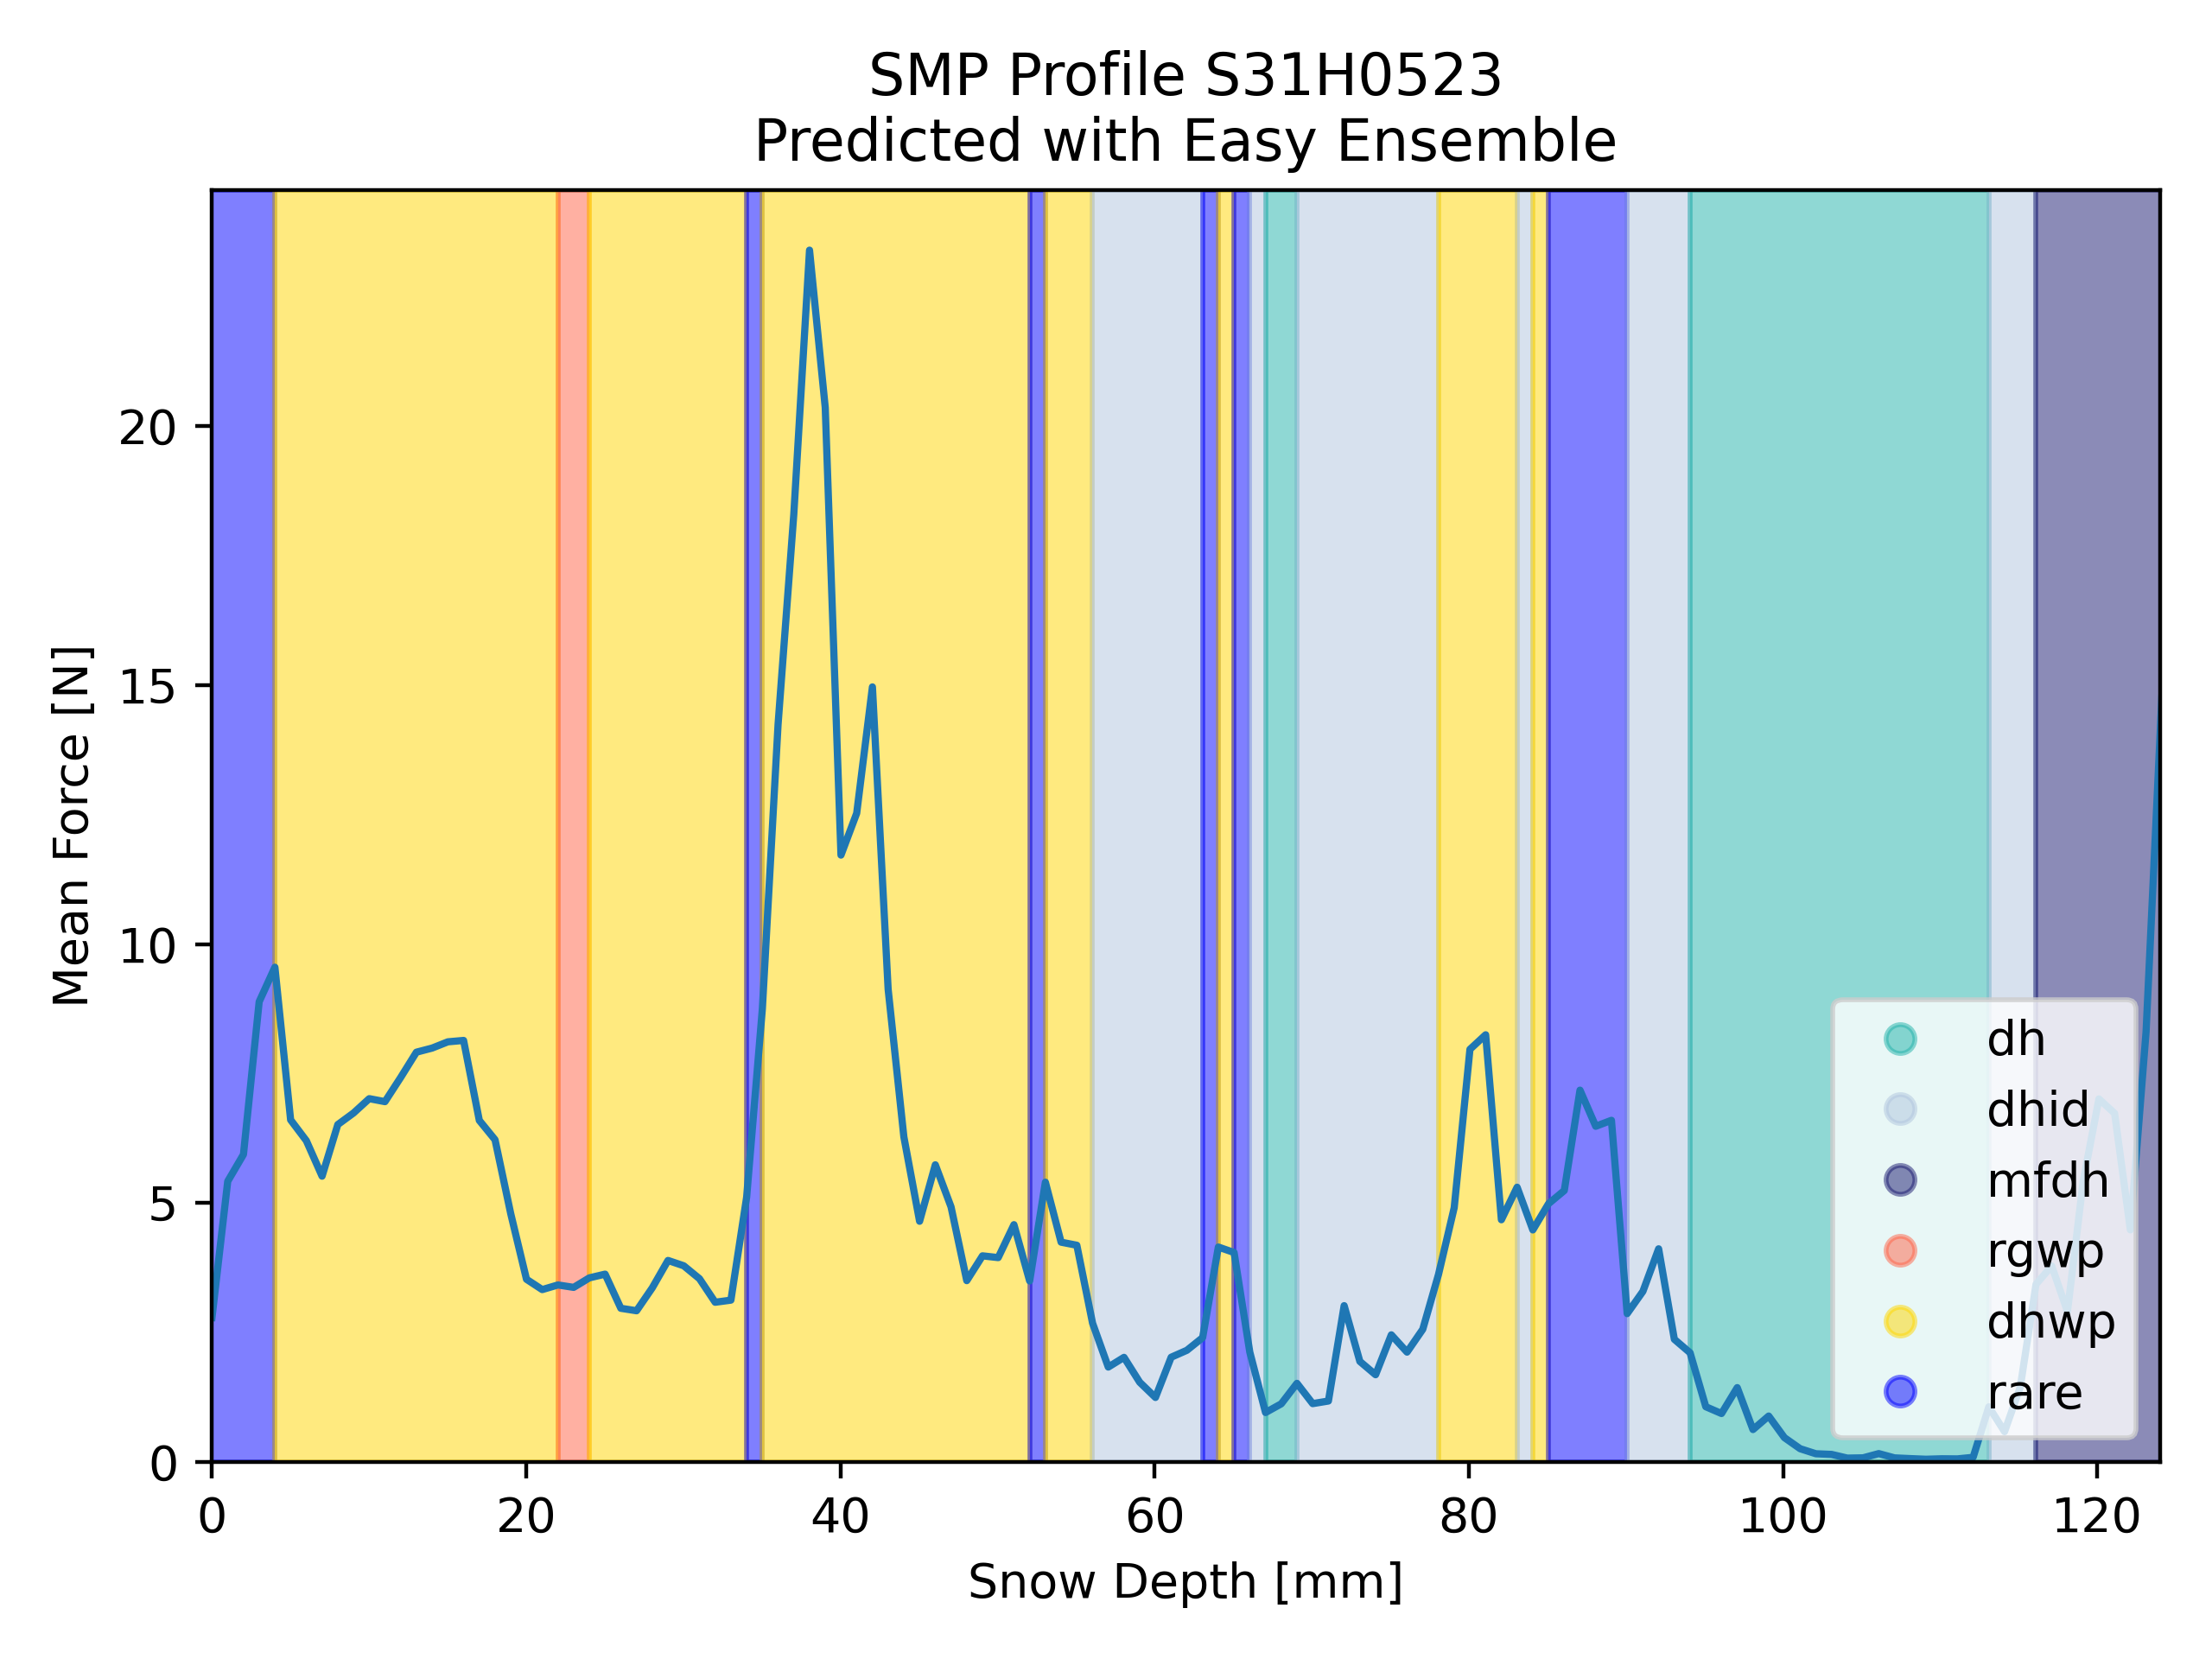 SMP Profile S31H0523
Predicted with Easy Ensemble
Mean Force [N]
20
15
10
5
0
dh
dhid
mfdh
rgwp
dhwp
rare
0 20 40 60 80 100 120
Snow Depth [mm]